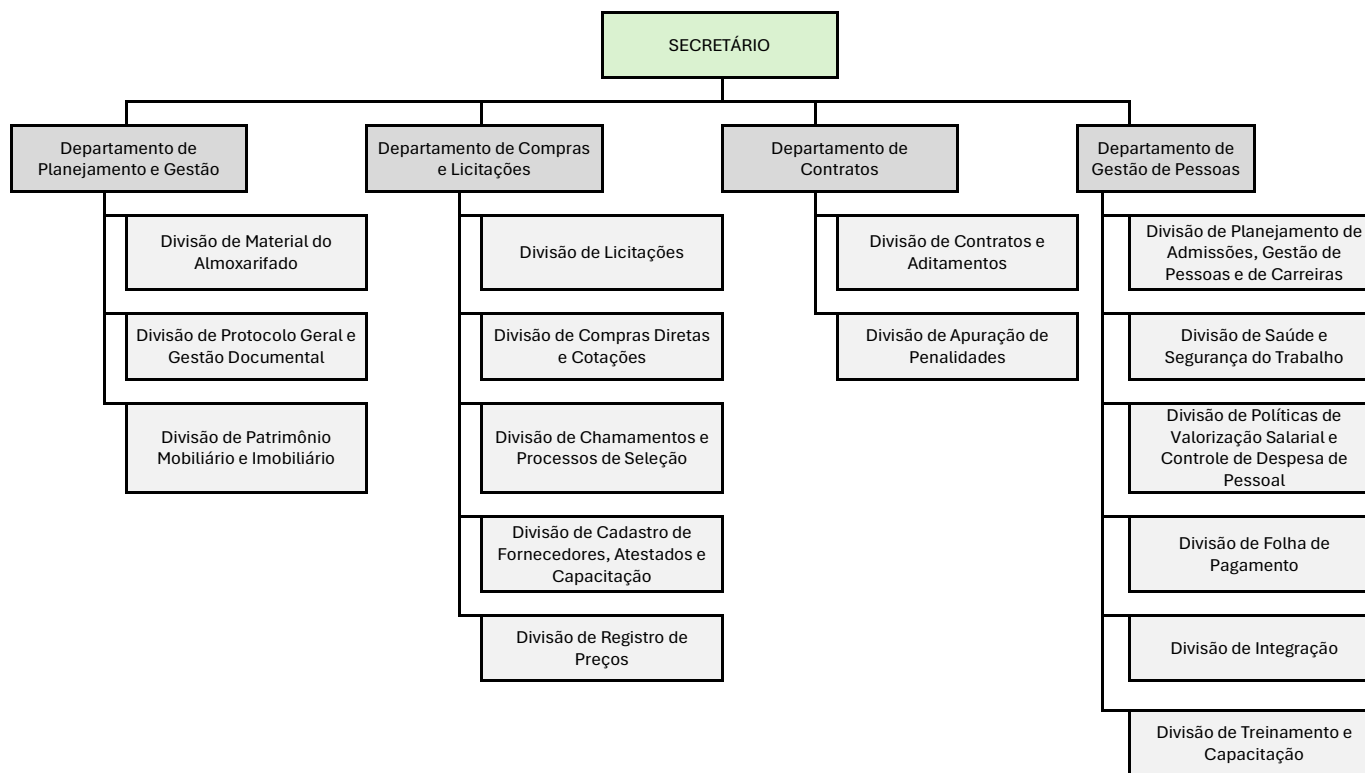 SECRETÁRIO
Departamento de
Planejamento e Gestão
Departamento de Compras
e Licitações
Departamento de
Contratos
Departamento de
Gestão de Pessoas
Divisão de Material do
Almoxarifado
Divisão de Protocolo Geral e
Gestão Documental
Divisão de Patrimônio
Mobiliário e Imobiliário
Divisão de Licitações
Divisão de Compras Diretas
e Cotações
Divisão de Chamamentos e
Processos de Seleção
Divisão de Cadastro de
Fornecedores, Atestados e
Capacitação
Divisão de Registro de
Preços
Divisão de Contratos e
Aditamentos
Divisão de Apuração de
Penalidades
Divisão de Planejamento de
Admissões, Gestão de
Pessoas e de Carreiras
Divisão de Saúde e
Segurança do Trabalho
Divisão de Políticas de
Valorização Salarial e
Controle de Despesa de
Pessoal
Divisão de Folha de
Pagamento
Divisão de Integração
Divisão de Treinamento e
Capacitação